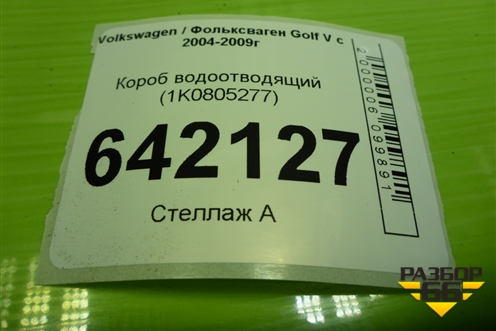 Volkswagen / Фольксваген Golf V с
2004-2009г
Короб водоотводящий
(1K0805277)
642127
Стеллаж А
2000006099891
РАЗБОР
66